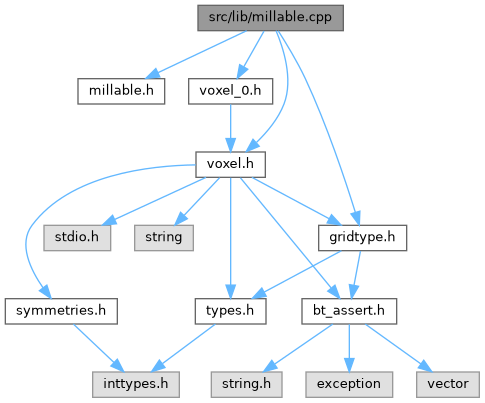 src/lib/millable.cpp
millable.h
voxel_0.h
voxel.h
stdio.h
string
gridtype.h
symmetries.h
types.h
bt_assert.h
inttypes.h
string.h
exception
vector